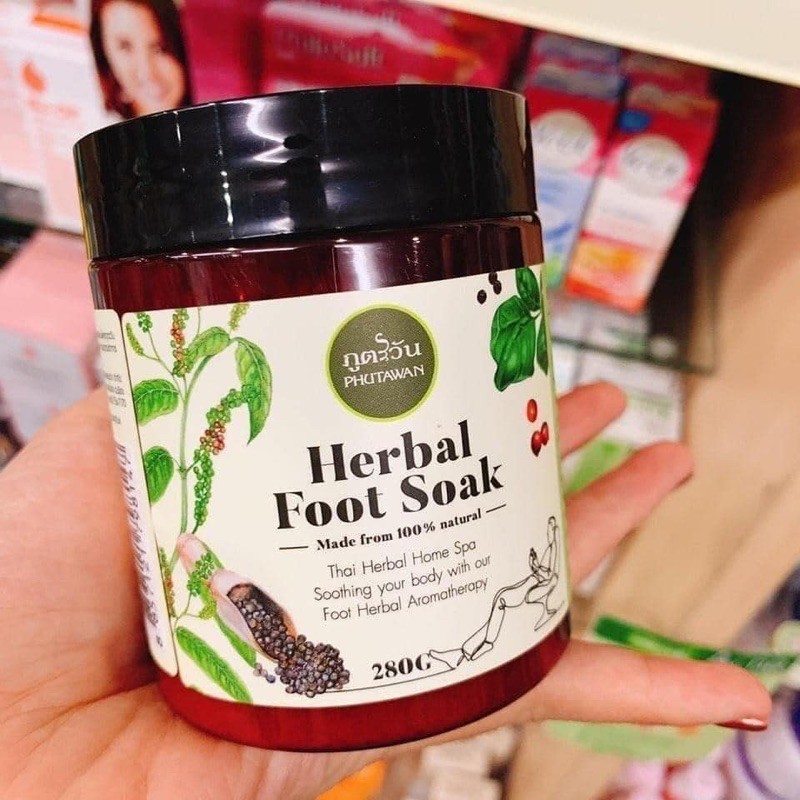 ภูตะวัน
PHUTAWAN
Herbal
Foot Soak
Made from 100% natural
Thai Herbal Home Spa
Soothing your body with our
Foot Herbal Aromatherapy
280G